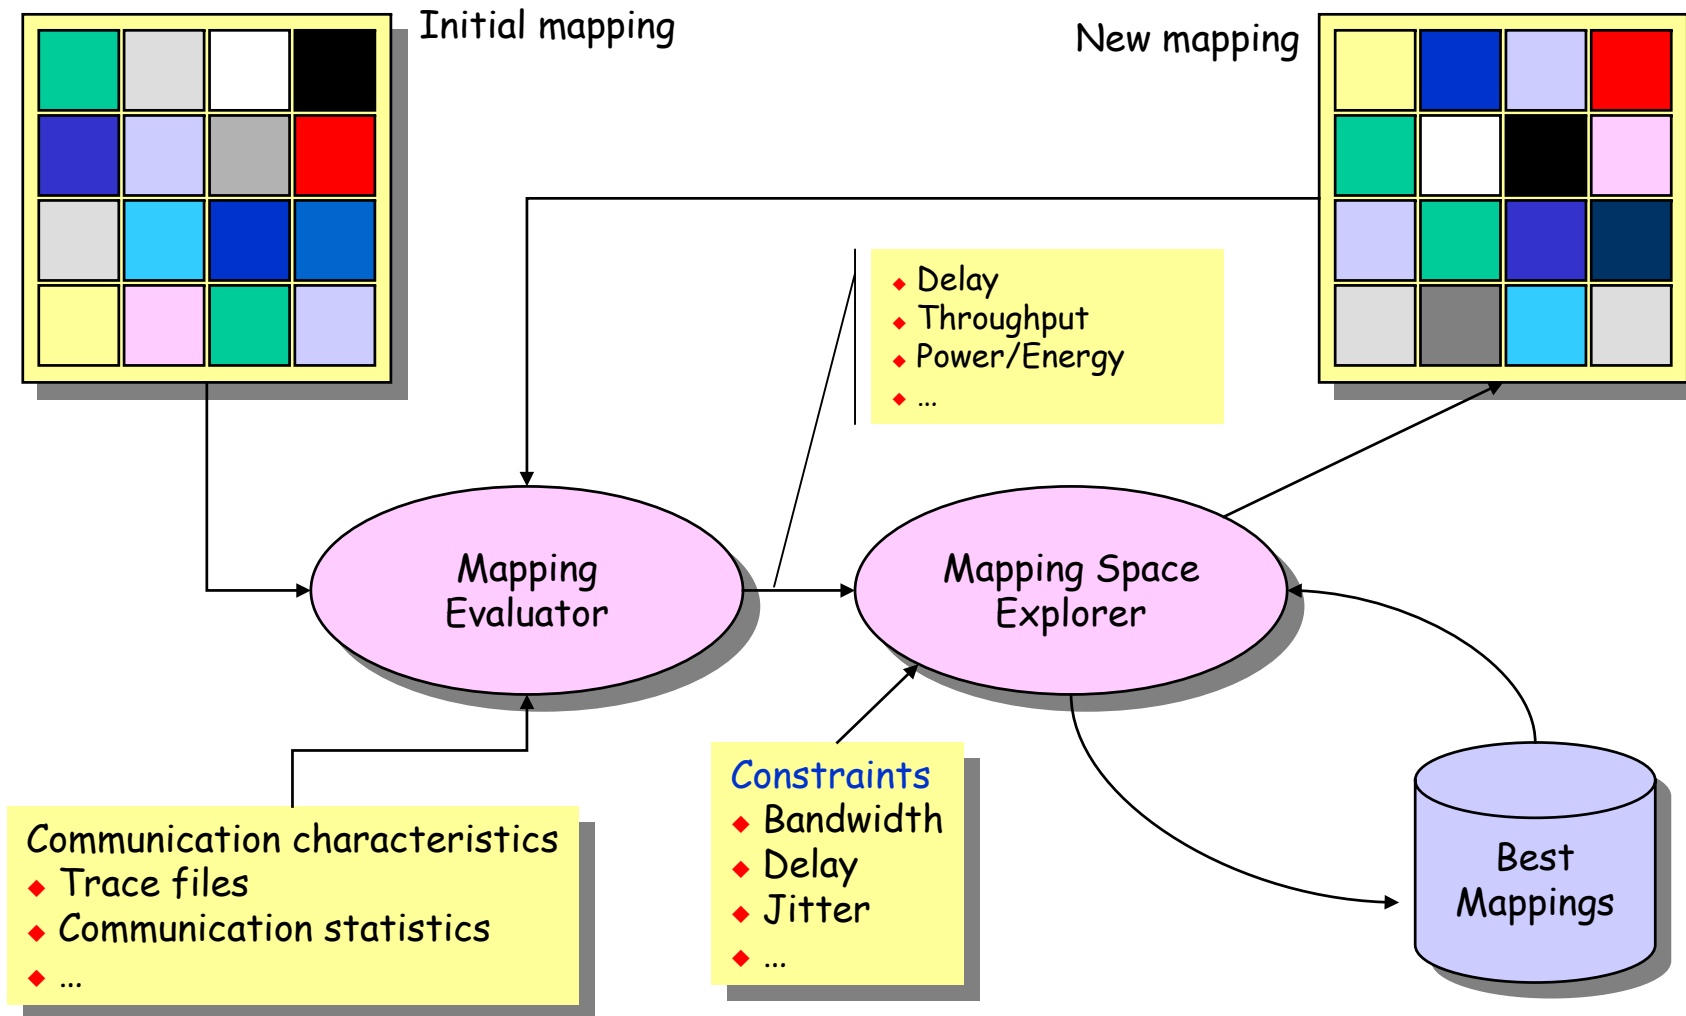 Initial mapping
New mapping
Delay
Throughput
Power/Energy
...
Mapping
Evaluator
Mapping Space
Explorer
Constraints
Bandwidth
Delay
Jitter
...
Communication characteristics
Trace files
Communication statistics
...
Best
Mappings